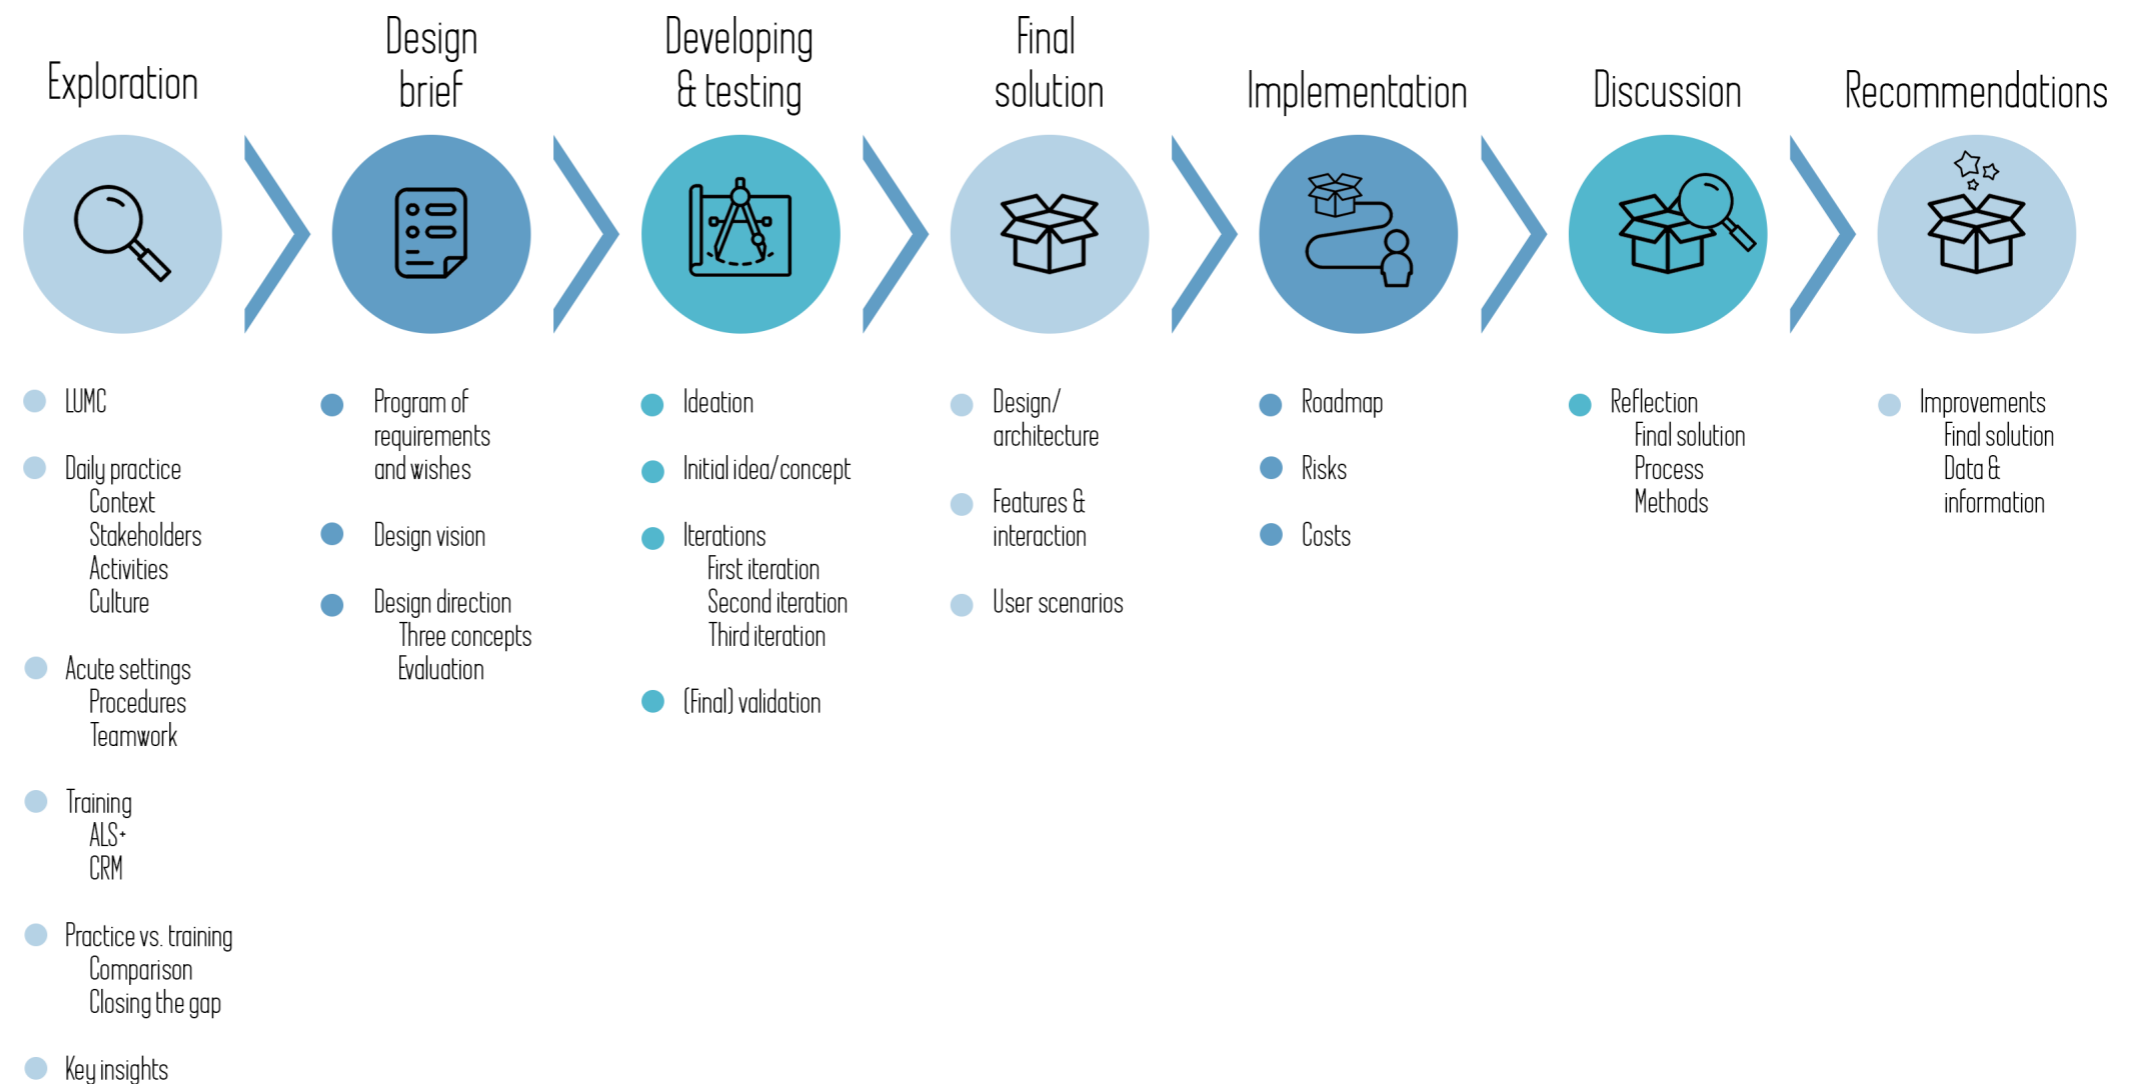 Exploration
Design
brief
Developing
& testing
Final
solution
Implementation
Discussion
Recommendations
LUMC
Daily practice
Context
Stakeholders
Activities
Culture
Acute settings
Procedures
Teamwork
Training
ALS+
CRM
Practice vs. training
Comparison
Closing the gap
Key insights
Program of
requirements
and wishes
Design vision
Design direction
Three concepts
Evaluation
Ideation
Initial idea/concept
Iterations
First iteration
Second iteration
Third iteration
(Final) validation
Design/
architecture
Features &
interaction
User scenarios
Roadmap
Risks
Costs
Reflection
Final solution
Process
Methods
Improvements
Final solution
Data &
information